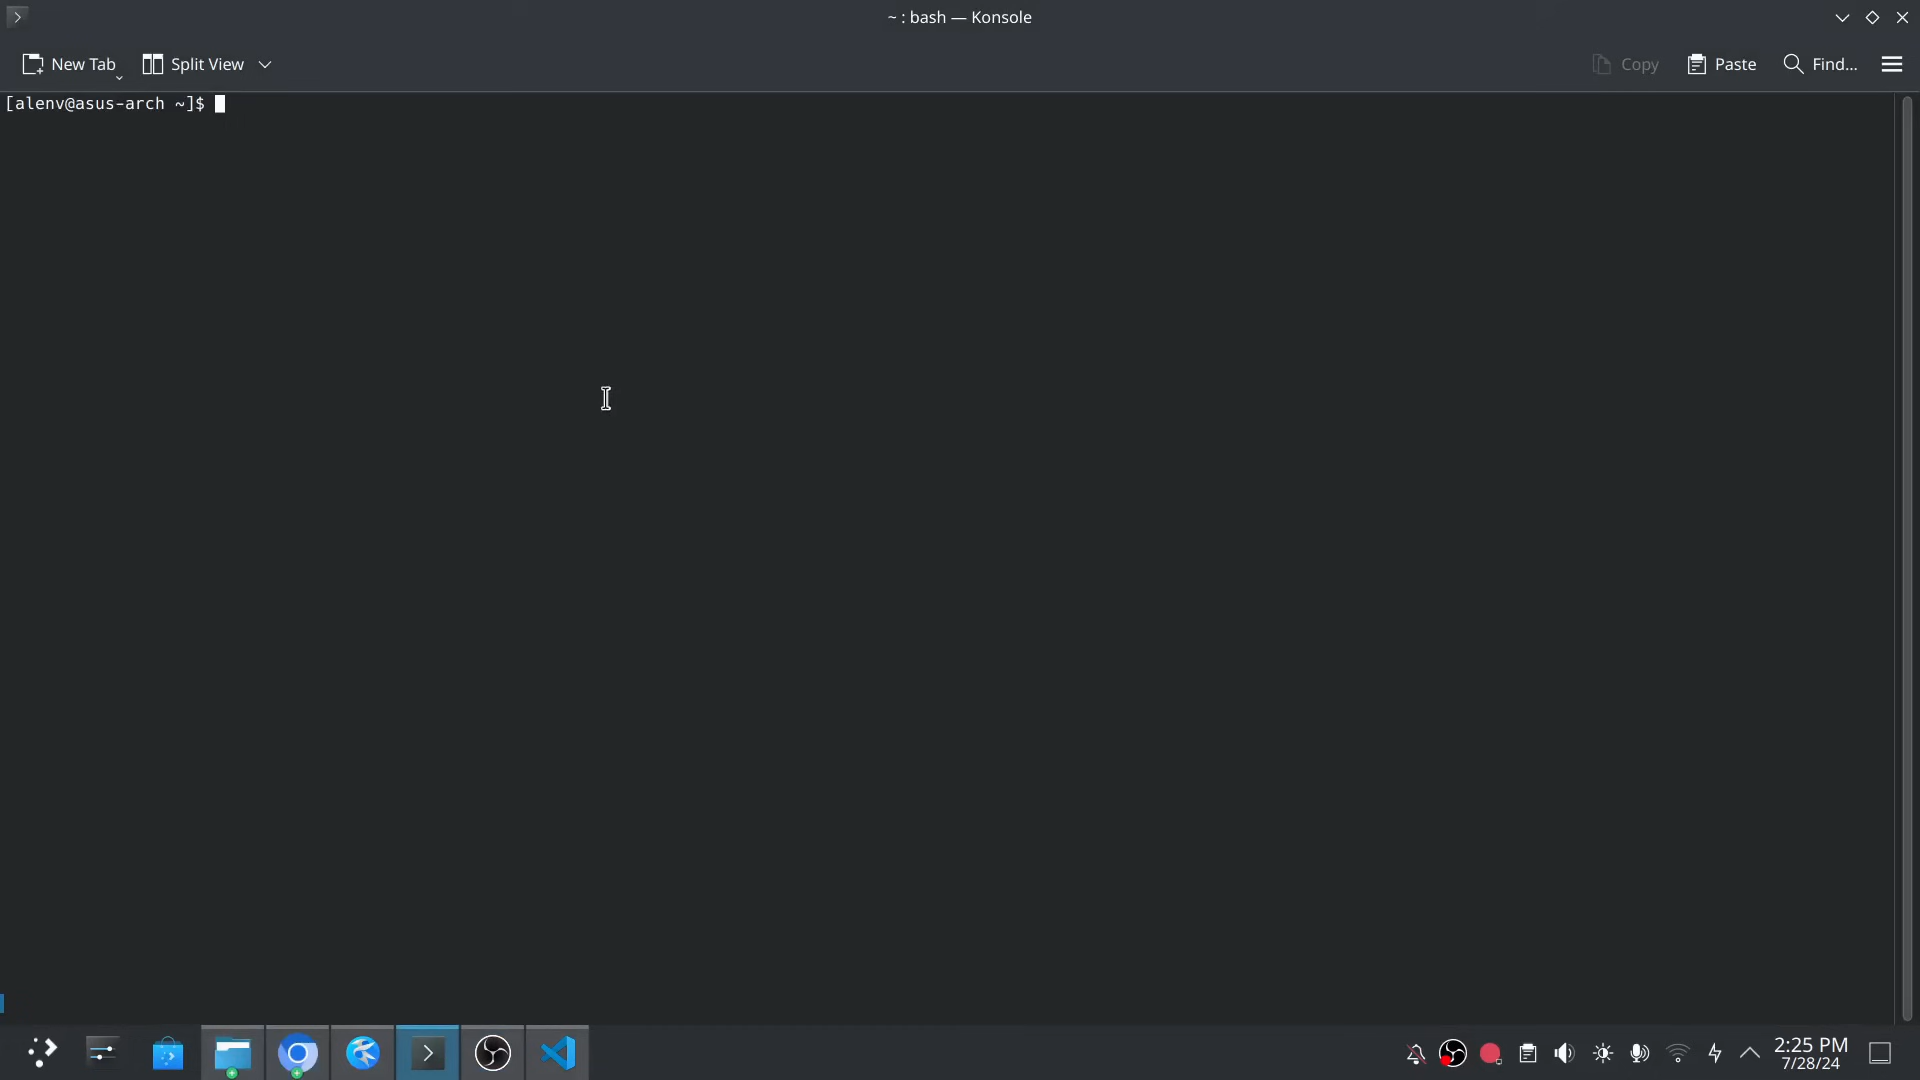 ~ : bash — Konsole
New Tab
Split View
Copy
Paste
Find...
[alenv@asus-arch ~]$
2:25 PM
7/28/24